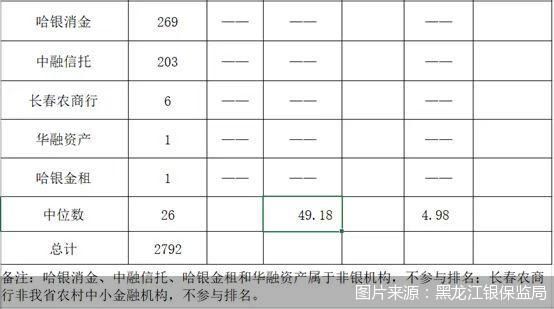 哈银消金 269 —— —— ——
中融信托 203 —— —— ——
长春农商行 6 —— —— ——
华融资产 1 —— —— ——
哈银金租 1 —— —— ——
中位数 26 49.18 4.98
总计 2792
备注：哈银消金、中融信托、哈银金租和华融资产属于非银机构，不参与排名；长春农商
行非我省农村中小金融机构，不参与排名。
图片来源：黑龙江银保监局